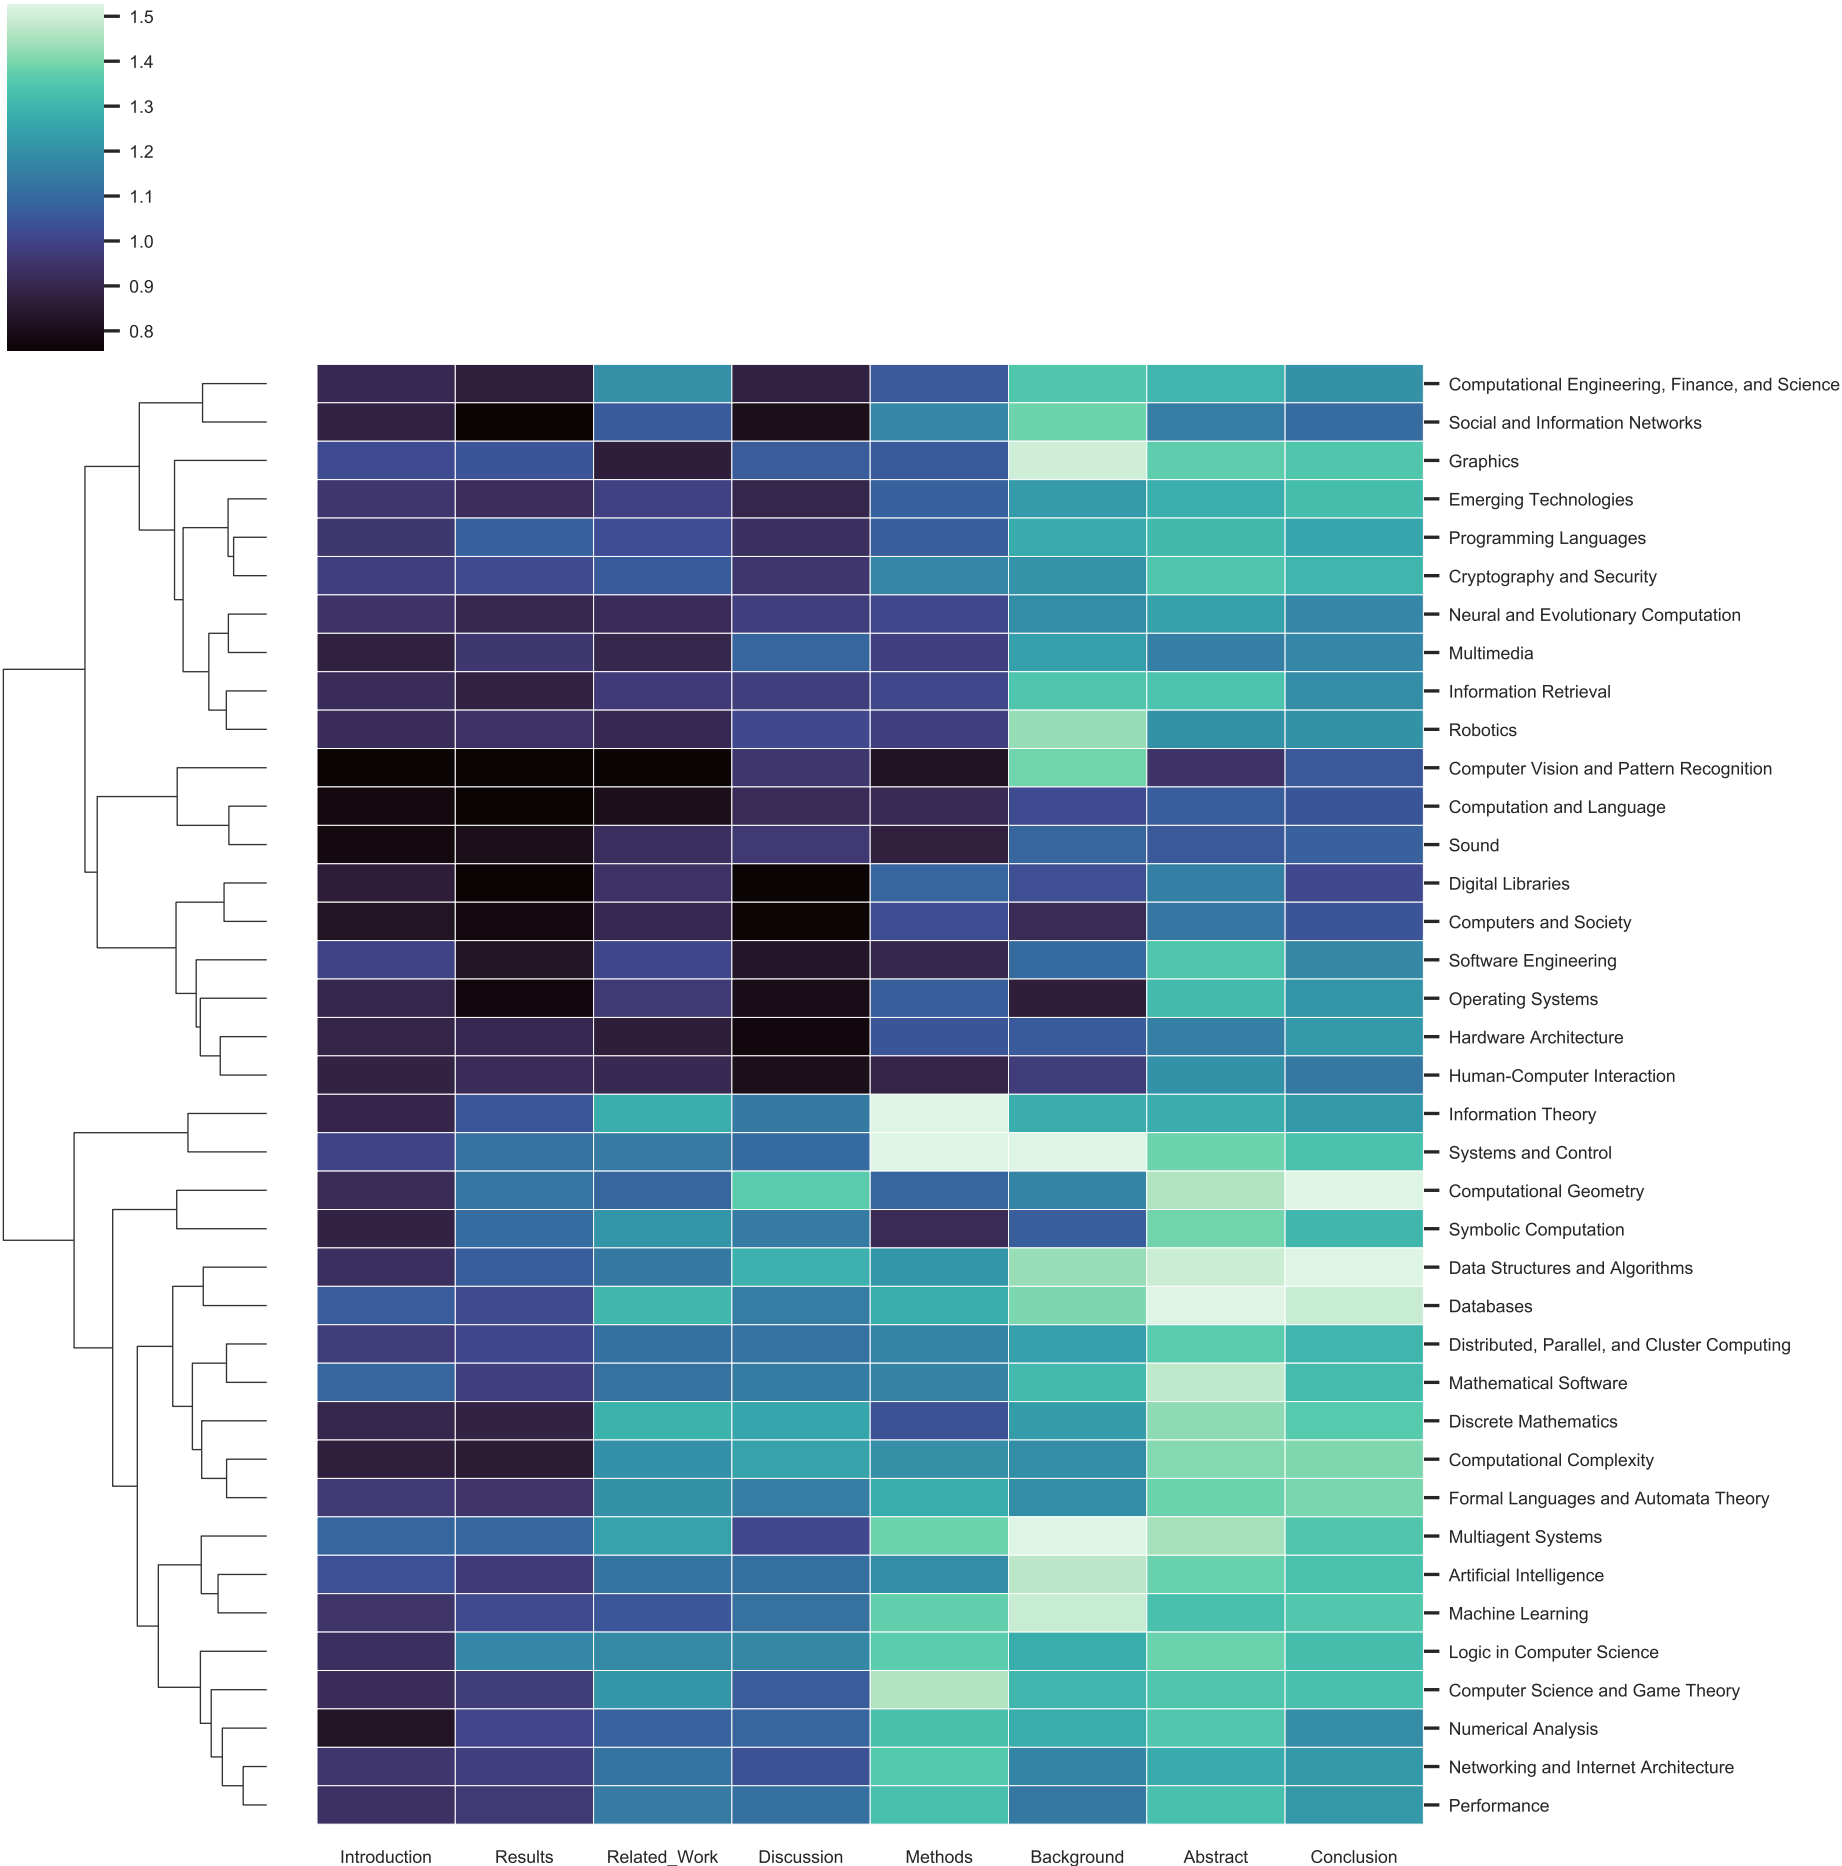 1.5
1.4
1.3
1.2
1.1
1.0
0.9
0.8
Computational Engineering, Finance, and Science
Social and Information Networks
Graphics
Emerging Technologies
Programming Languages
Cryptography and Security
Neural and Evolutionary Computation
Multimedia
Information Retrieval
Robotics
Computer Vision and Pattern Recognition
Computation and Language
Sound
Digital Libraries
Computers and Society
Software Engineering
Operating Systems
Hardware Architecture
Human-Computer Interaction
Information Theory
Systems and Control
Computational Geometry
Symbolic Computation
Data Structures and Algorithms
Databases
Distributed, Parallel, and Cluster Computing
Mathematical Software
Discrete Mathematics
Computational Complexity
Formal Languages and Automata Theory
Multiagent Systems
Artificial Intelligence
Machine Learning
Logic in Computer Science
Computer Science and Game Theory
Numerical Analysis
Networking and Internet Architecture
Performance
Introduction Results Related_Work Discussion Methods Background Abstract Conclusion